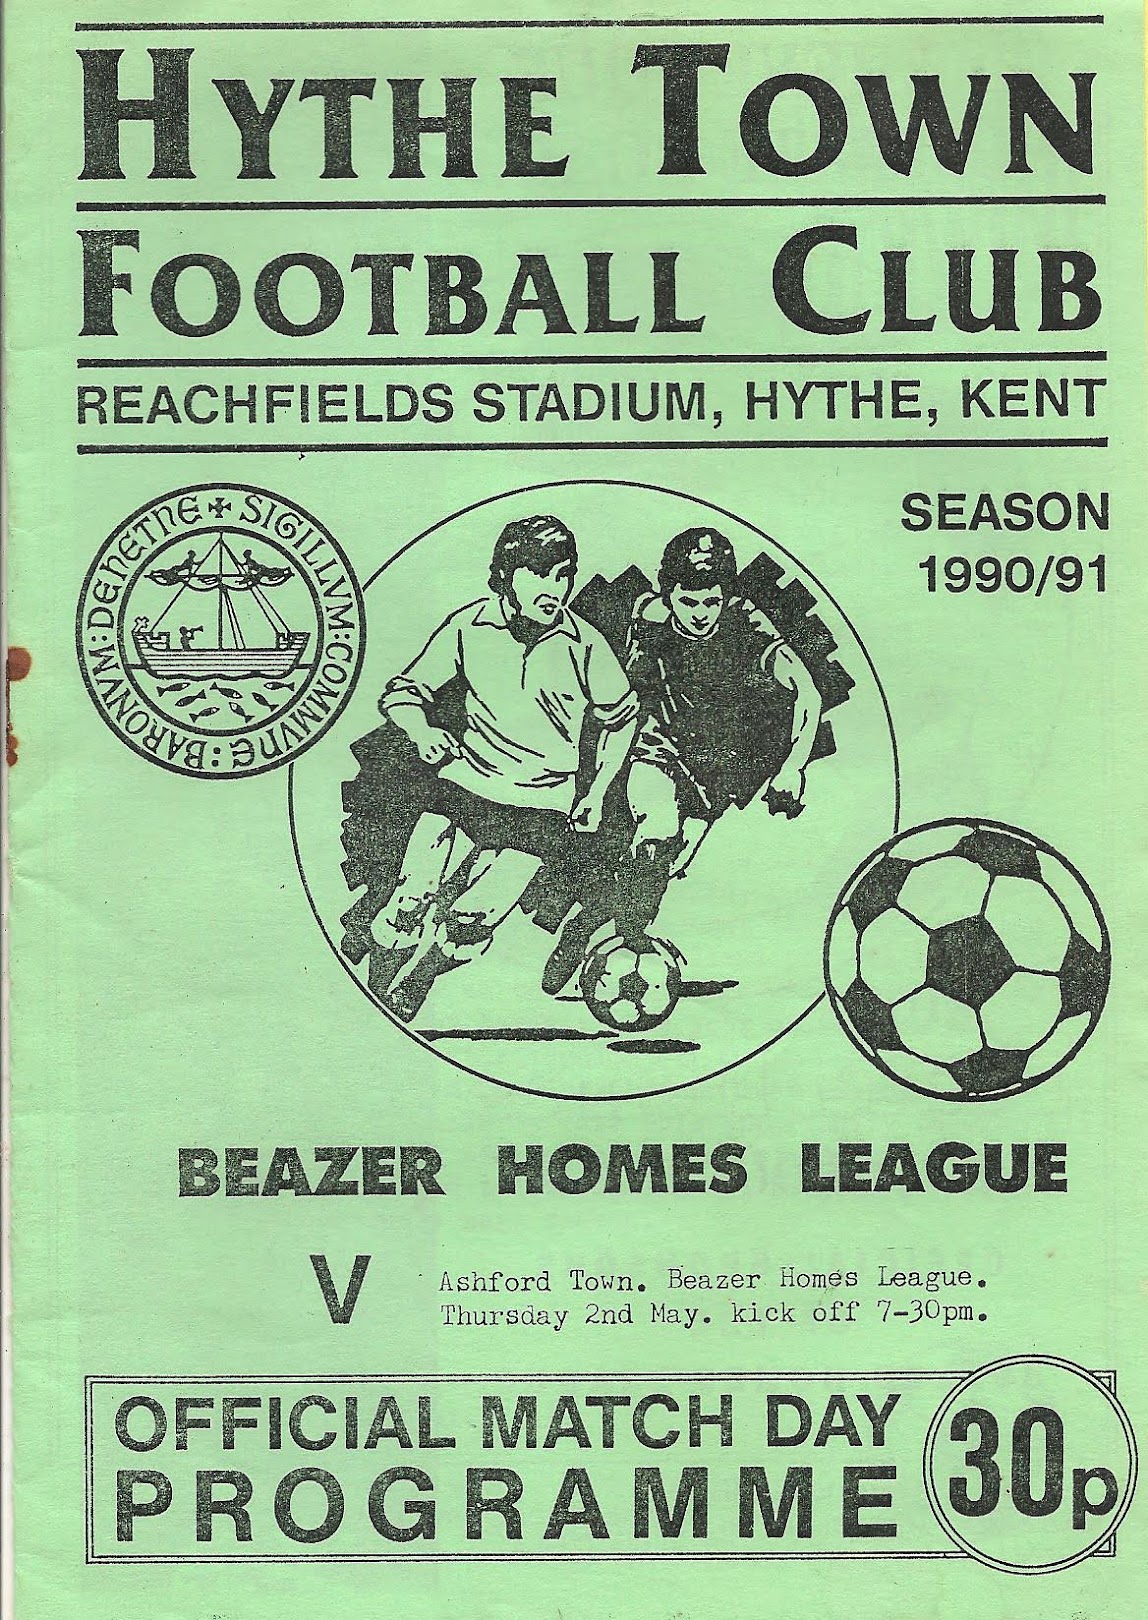 HYTHE TOWN
FOOTBALL CLUB
REACHFIELDS STADIUM, HYTHE, KENT
SIGILLVM : COMMVNE : BARONVM : DEHETHE
SEASON
1990/91
BEAZER HOMES LEAGUE
V
Ashford Town. Beazer Homes League.
Thursday 2nd May. kick off 7-30pm.
OFFICIAL MATCH DAY
PROGRAMME
30p